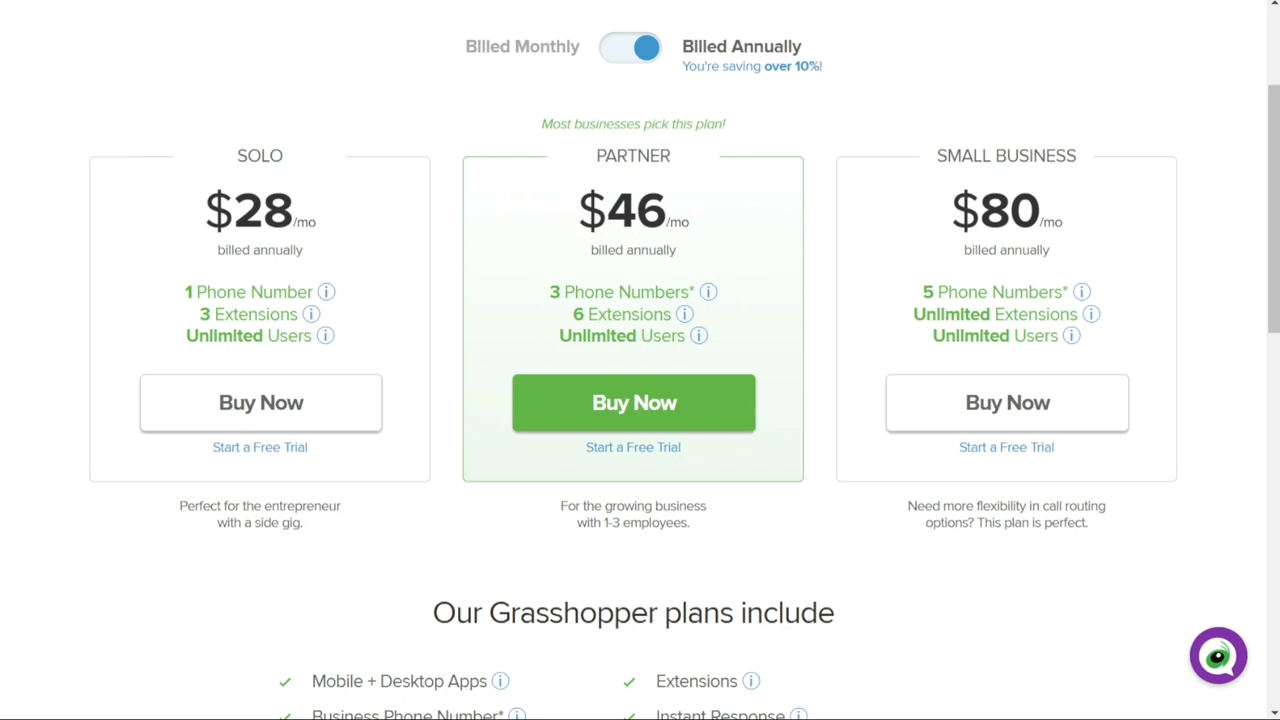 Billed Monthly
Billed Annually
You're saving over 10%!
Most businesses pick this plan!
SOLO
$28/mo
billed annually
1 Phone Number
3 Extensions
Unlimited Users
Buy Now
Start a Free Trial
Perfect for the entrepreneur
with a side gig.
PARTNER
$46/mo
billed annually
3 Phone Numbers*
6 Extensions
Unlimited Users
Buy Now
Start a Free Trial
For the growing business
with 1-3 employees.
SMALL BUSINESS
$80/mo
billed annually
5 Phone Numbers*
Unlimited Extensions
Unlimited Users
Buy Now
Start a Free Trial
Need more flexibility in call routing
options? This plan is perfect.
Our Grasshopper plans include
Mobile + Desktop Apps
Extensions
Business Phone Number*
Instant Response